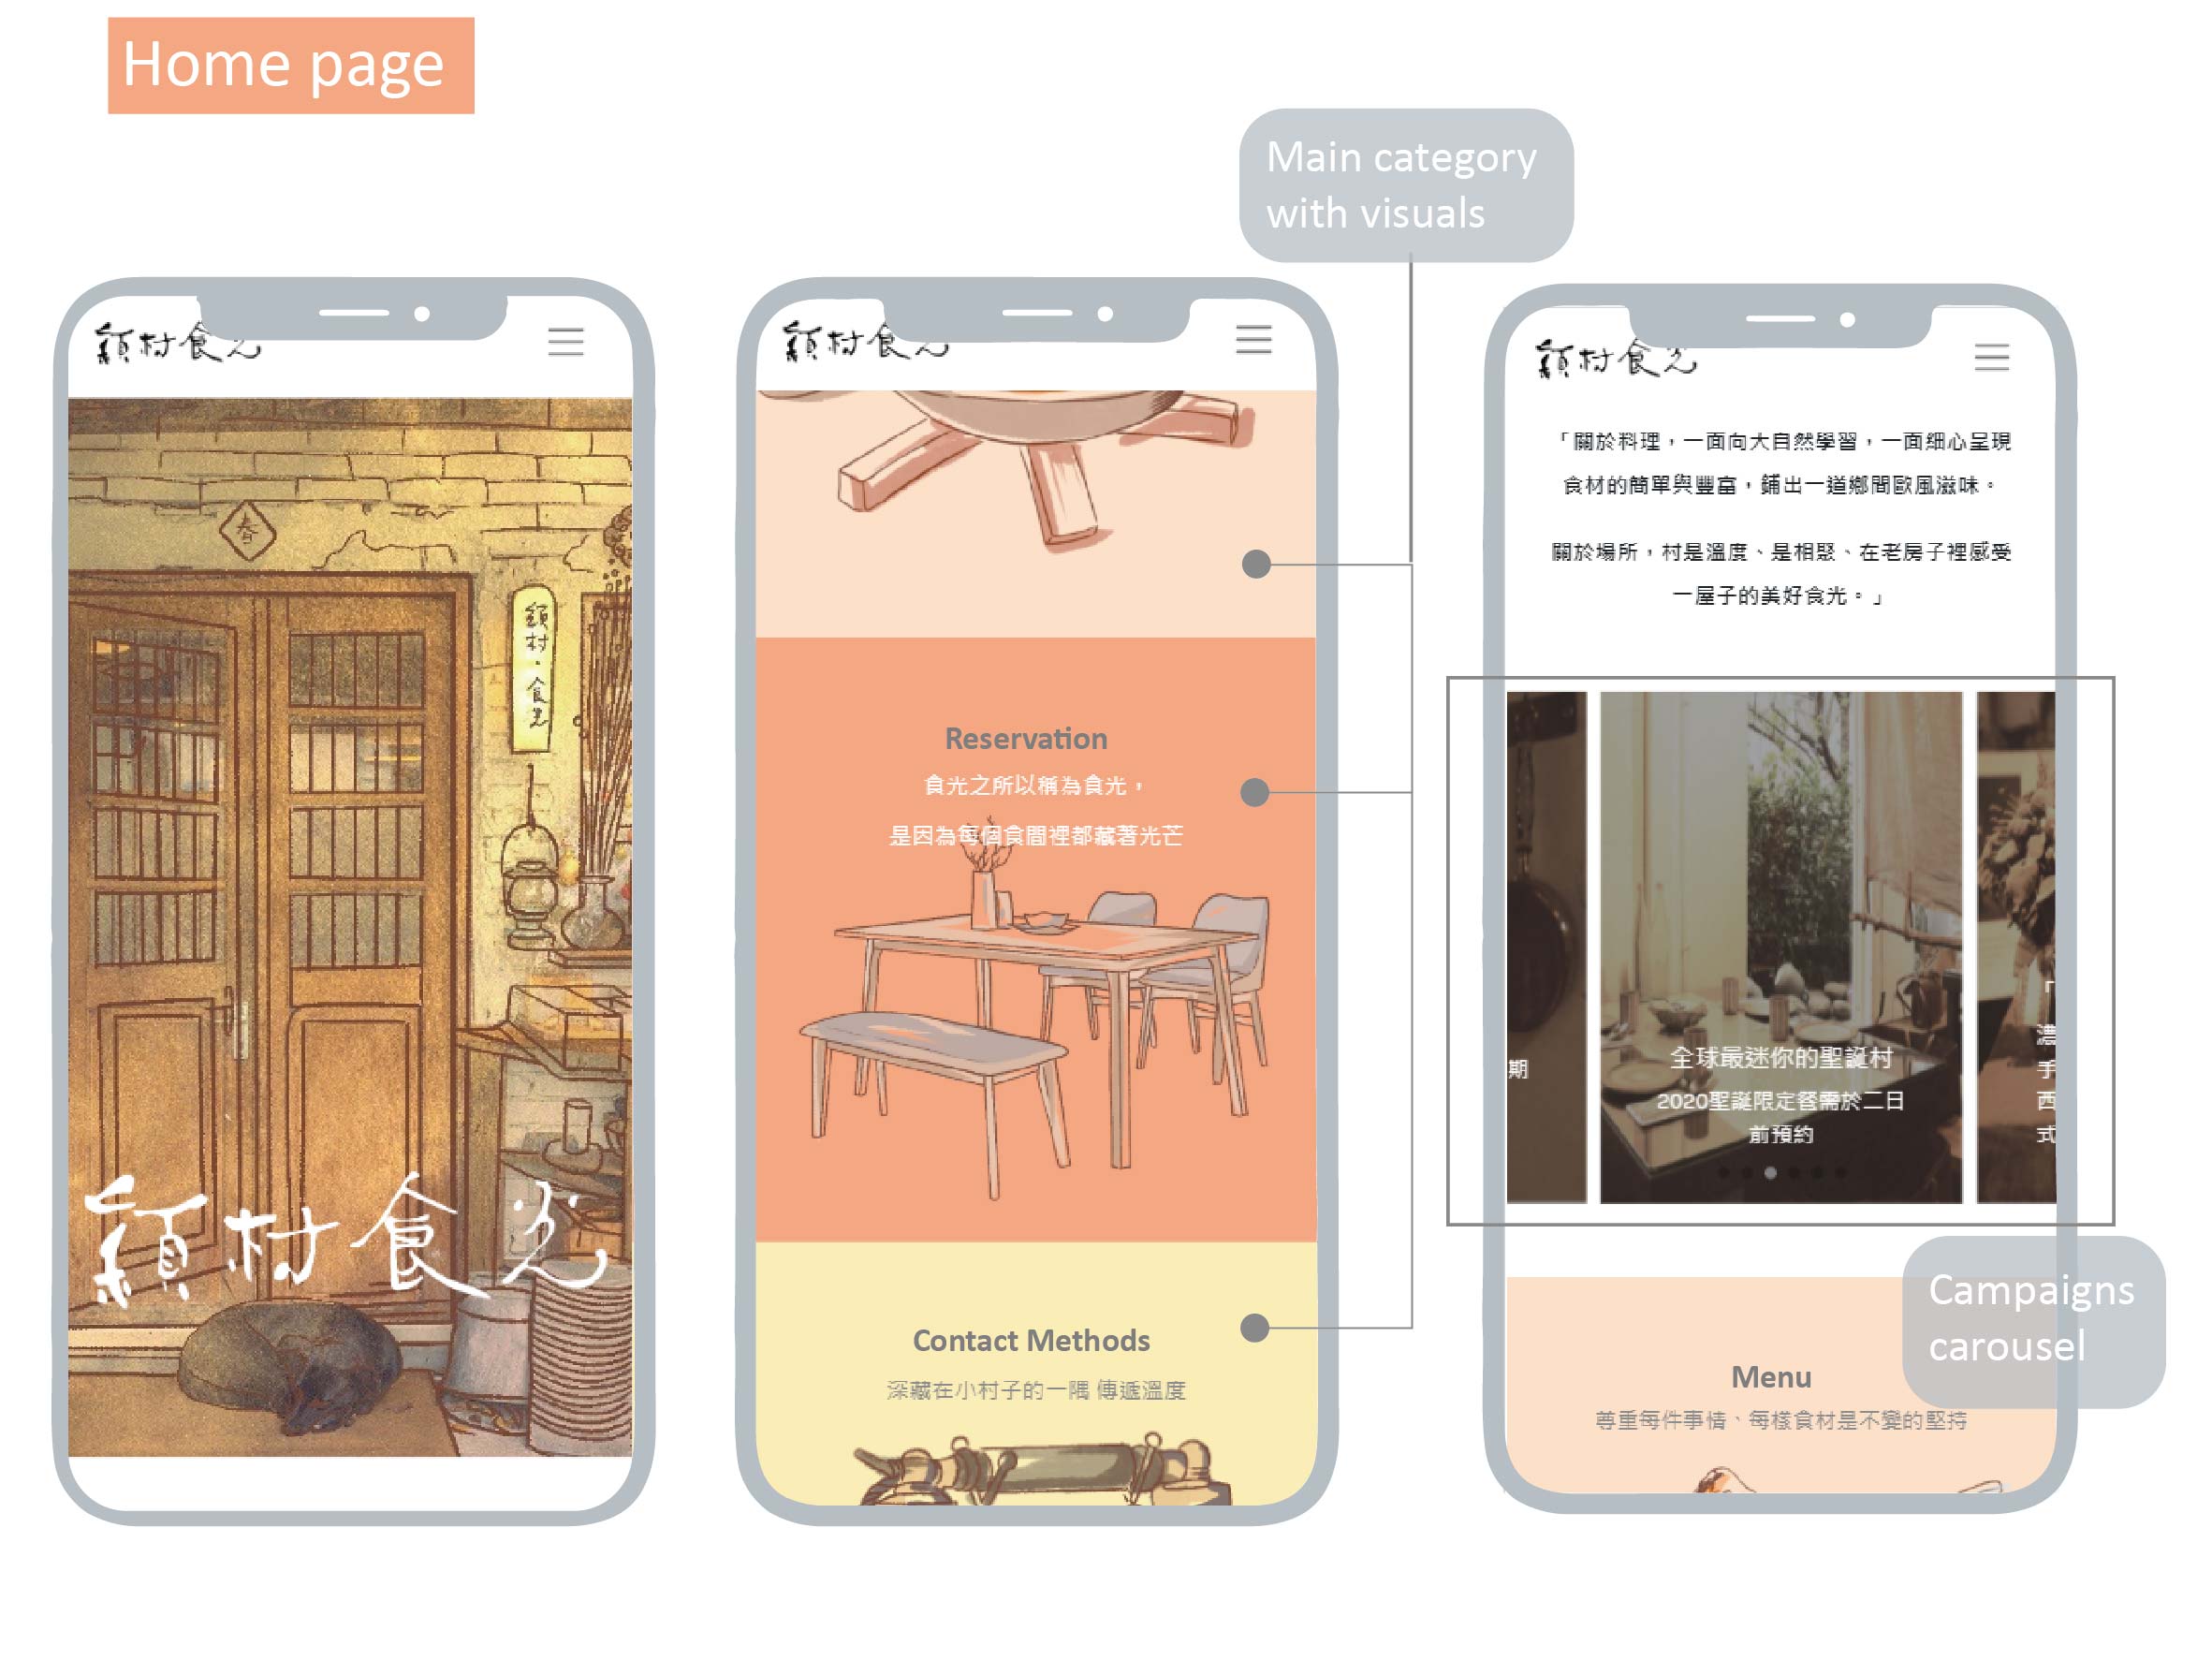 Home page
Main category
with visuals
穎村食光
春
穎村・食光
穎村食光
穎村食光
Reservation
食光之所以稱為食光，
是因為每個食間裡都藏著光芒
Contact Methods
深藏在小村子的一隅 傳遞溫度
穎村食光
「關於料理，一面向大自然學習，一面細心呈現
食材的簡單與豐富，鋪出一道鄉間歐風滋味。
關於場所，村是溫度、是相聚、在老房子裡感受
一屋子的美好食光。」
期
全球最迷你的聖誕村
2020聖誕限定餐需於二日
前預約
「
濃
手
西
式
Campaigns
carousel
Menu
尊重每件事情、每樣食材是不變的堅持